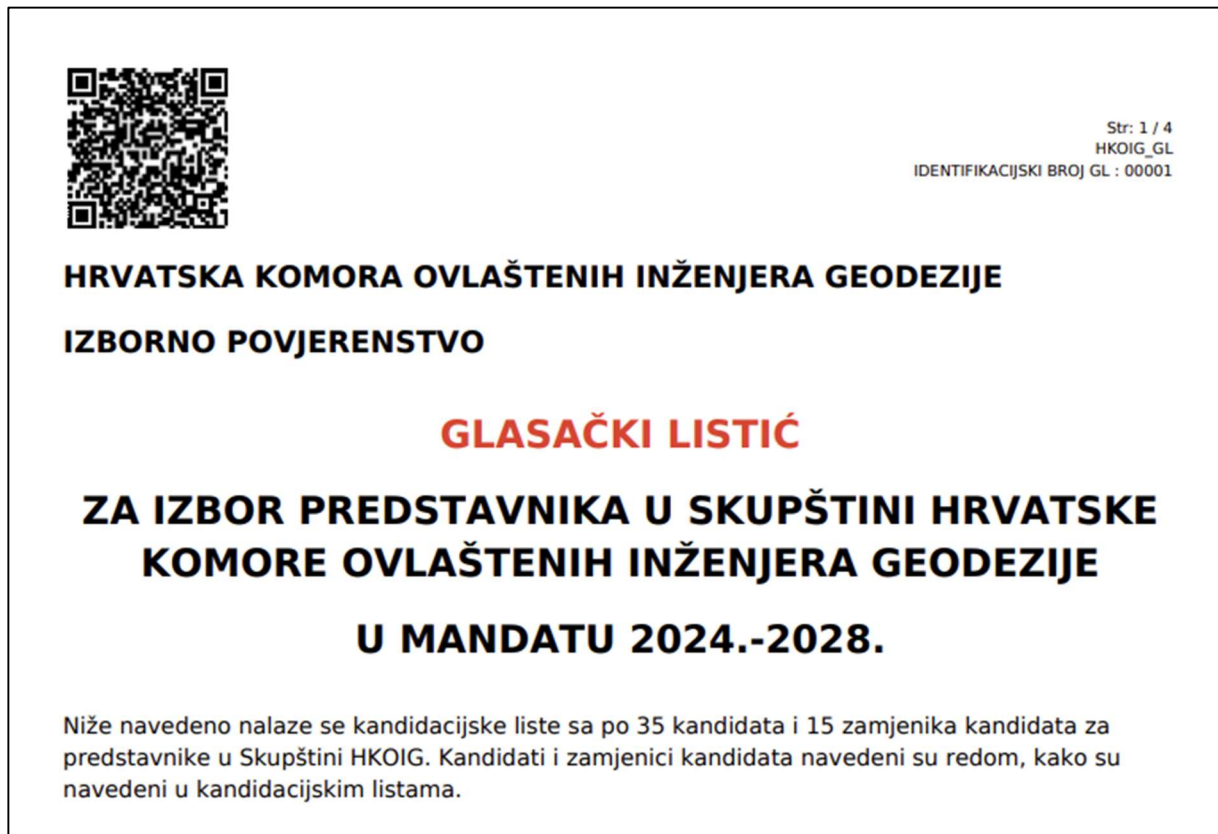 Str: 1 / 4
HKOIG_GL
IDENTIFIKACIJSKI BROJ GL : 00001
HRVATSKA KOMORA OVLAŠTENIH INŽENJERA GEODEZIJE
IZBORNO POVJERENSTVO
GLASAČKI LISTIĆ
ZA IZBOR PREDSTAVNIKA U SKUPŠTINI HRVATSKE
KOMORE OVLAŠTENIH INŽENJERA GEODEZIJE
U MANDATU 2024.-2028.
Niže navedeno nalaze se kandidacijske liste sa po 35 kandidata i 15 zamjenika kandidata za
predstavnike u Skupštini HKOIG. Kandidati i zamjenici kandidata navedeni su redom, kako su
navedeni u kandidacijskim listama.